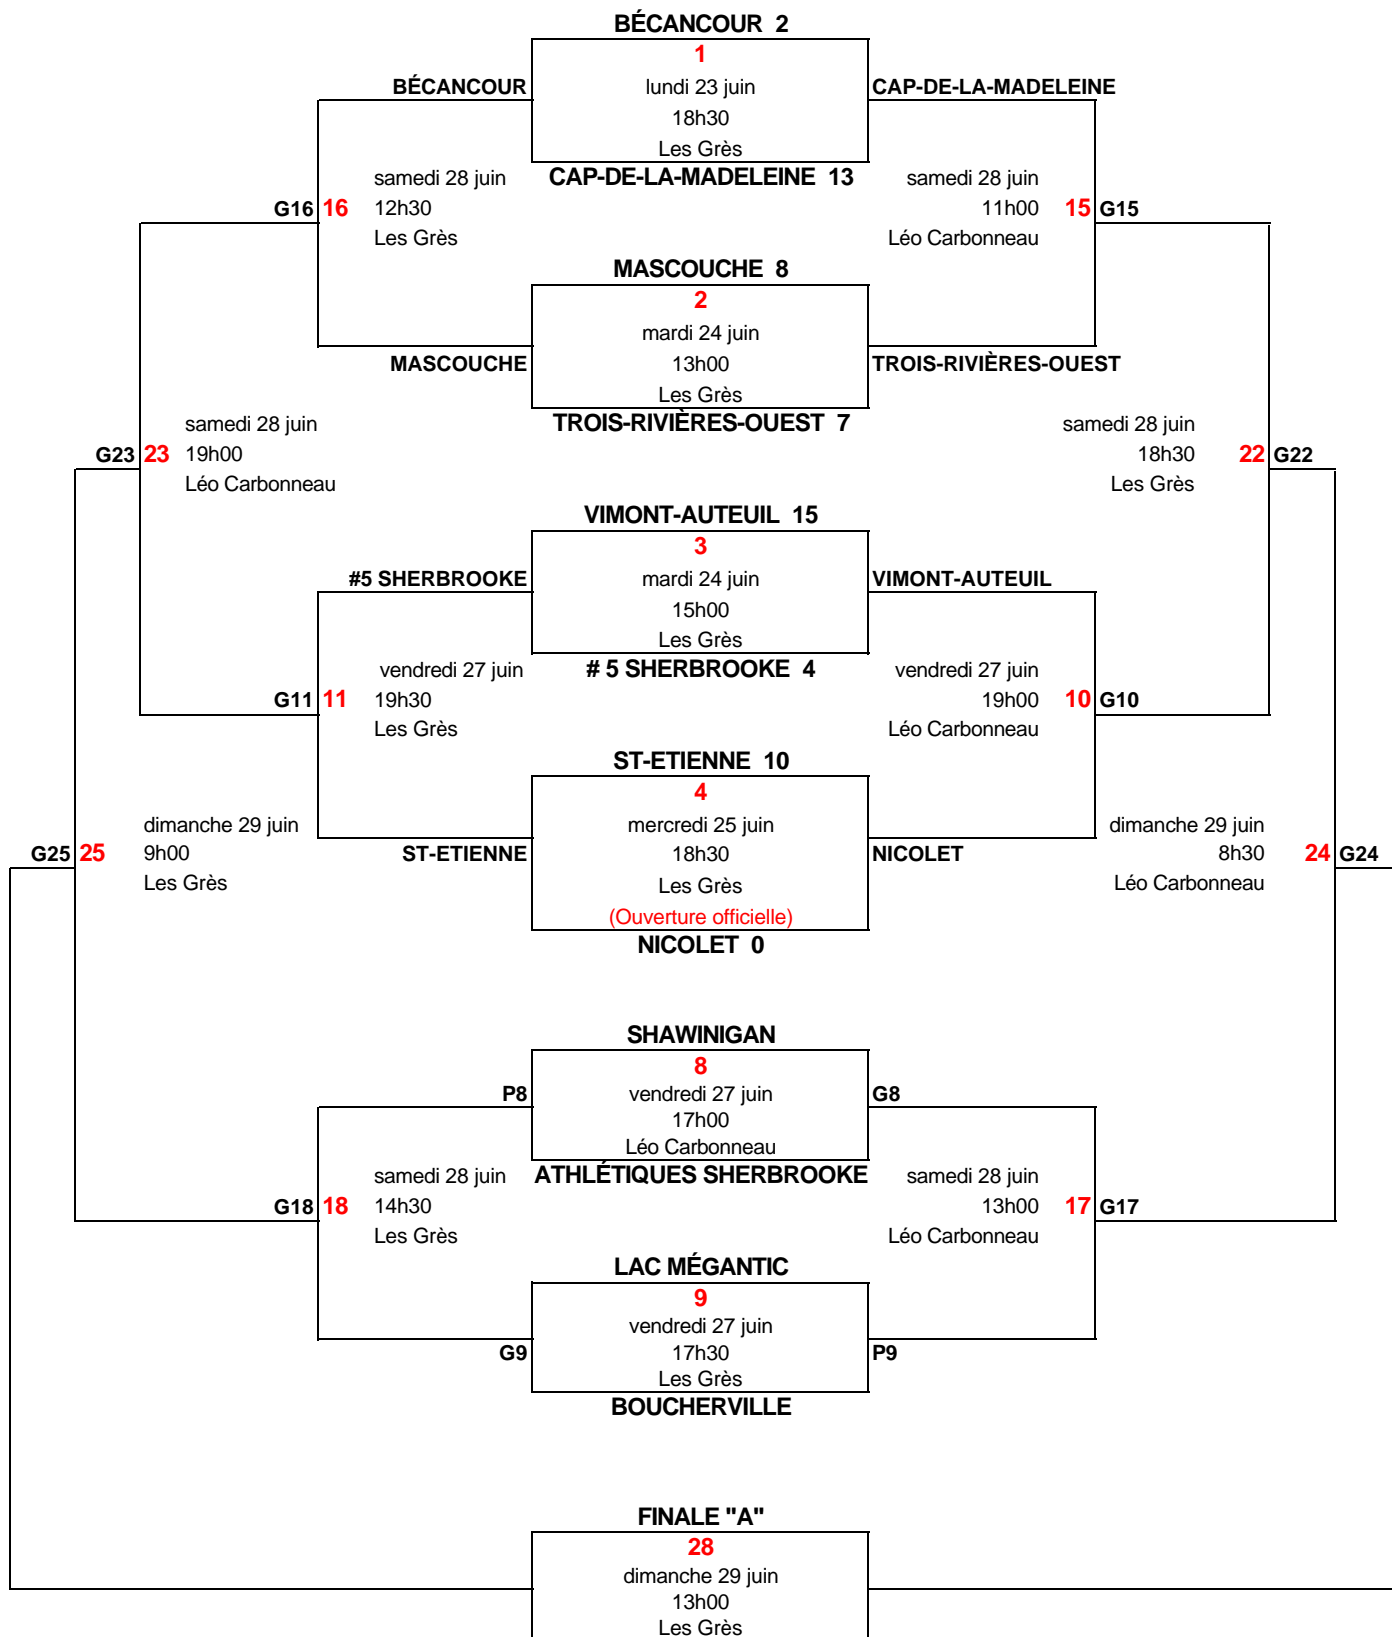 BÉCANCOUR 2
1
BÉCANCOUR
lundi 23 juin
CAP-DE-LA-MADELEINE
18h30
Les Grès
CAP-DE-LA-MADELEINE 13
samedi 28 juin
G16 16 12h30
Les Grès
samedi 28 juin
11h00 15 G15
Léo Carbonneau
MASCOUCHE 8
2
mardi 24 juin
MASCOUCHE
13h00
TROIS-RIVIÈRES-OUEST
Les Grès
TROIS-RIVIÈRES-OUEST 7
samedi 28 juin
G23 23 19h00
Léo Carbonneau
samedi 28 juin
18h30 22 G22
Les Grès
VIMONT-AUTEUIL 15
3
#5 SHERBROOKE
mardi 24 juin
VIMONT-AUTEUIL
15h00
Les Grès
# 5 SHERBROOKE 4
vendredi 27 juin
G11 11 19h30
Les Grès
vendredi 27 juin
19h00 10 G10
Léo Carbonneau
ST-ETIENNE 10
4
mercredi 25 juin
ST-ETIENNE
18h30
NICOLET
Les Grès
(Ouverture officielle)
NICOLET 0
dimanche 29 juin
G25 25 9h00
Les Grès
dimanche 29 juin
8h30 24 G24
Léo Carbonneau
SHAWINIGAN
8
P8
vendredi 27 juin
G8
17h00
Léo Carbonneau
ATHLÉTIQUES SHERBROOKE
samedi 28 juin
G18 18 14h30
Les Grès
samedi 28 juin
13h00 17 G17
Léo Carbonneau
LAC MÉGANTIC
9
vendredi 27 juin
G9
17h30
P9
Les Grès
BOUCHERVILLE
FINALE "A"
28
dimanche 29 juin
13h00
Les Grès